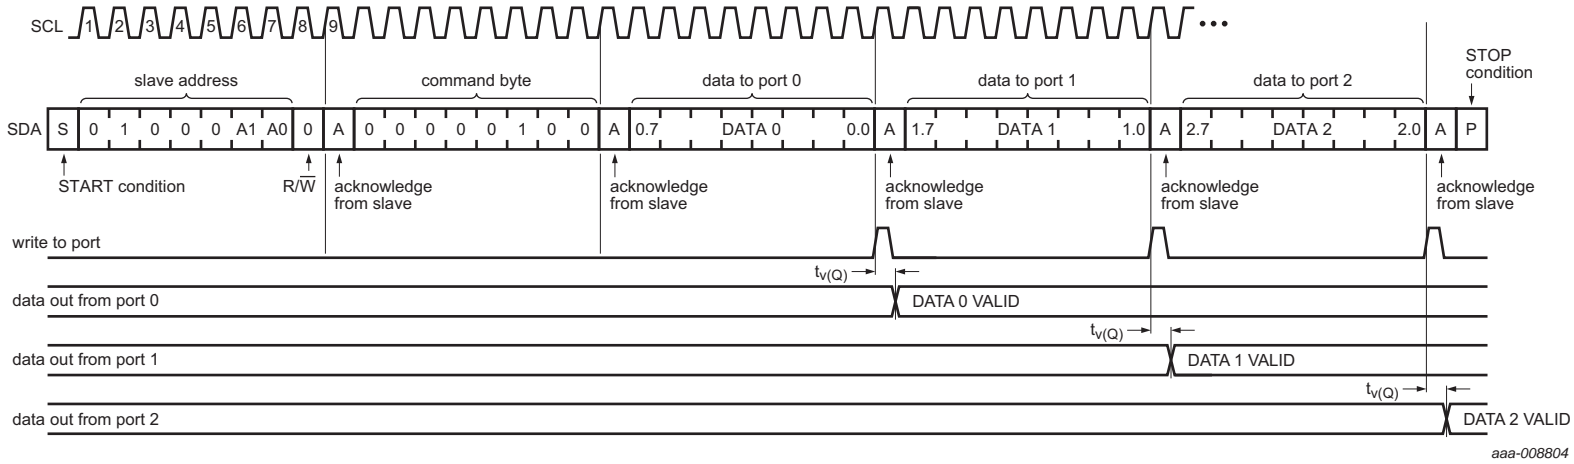 SCL 1 2 3 4 5 6 7 8 9
STOP
condition
slave address command byte data to port 0 data to port 1 data to port 2
SDA S 0 1 0 0 0 A1 A0 0 A 0 0 0 0 0 1 0 0 A 0.7 DATA 0 0.0 A 1.7 DATA 1 1.0 A 2.7 DATA 2 2.0 A P
START condition R/W acknowledge acknowledge acknowledge acknowledge acknowledge
from slave from slave from slave from slave from slave
write to port
tv(Q)
data out from port 0 DATA 0 VALID
tv(Q)
data out from port 1 DATA 1 VALID
tv(Q)
data out from port 2 DATA 2 VALID
aaa-008804